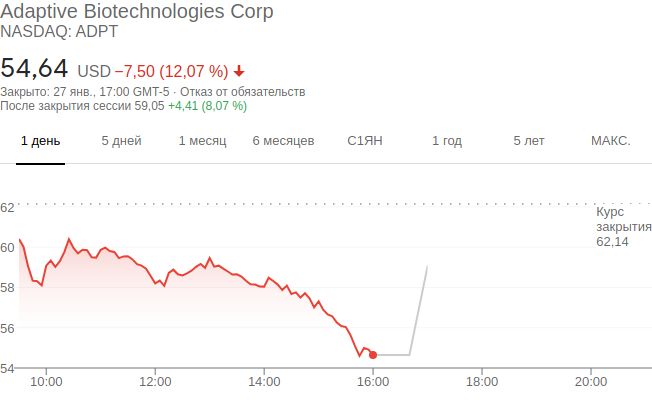 Adaptive Biotechnologies Corp
NASDAQ: ADPT
54,64 USD −7,50 (12,07 %)
Закрыто: 27 янв., 17:00 GMT-5 · Отказ от обязательств
После закрытия сессии 59,05 +4,41 (8,07 %)
1 день 5 дней 1 месяц 6 месяцев С1ЯН 1 год 5 лет МАКС.
62
Курс
закрытия
62,14
60
58
56
54
10:00 12:00 14:00 16:00 18:00 20:00